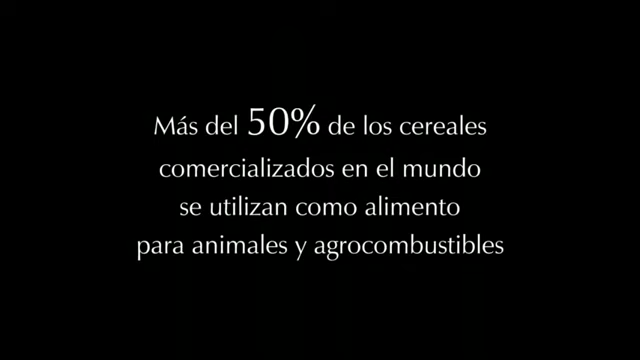 Más del 50% de los cereales
comercializados en el mundo
se utilizan como alimento
para animales y agrocombustibles